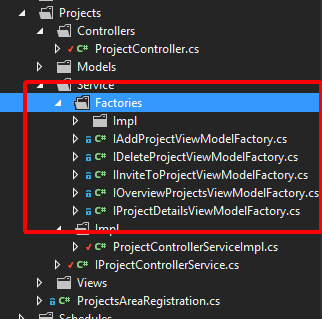 Projects
Controllers
C# ProjectController.cs
Models
Service
Factories
Impl
C# IAddProjectViewModelFactory.cs
C# IDeleteProjectViewModelFactory.cs
C# IInviteToProjectViewModelFactory.cs
C# IOverviewProjectsViewModelFactory.cs
C# IProjectDetailsViewModelFactory.cs
Impl
C# ProjectControllerServiceImpl.cs
C# IProjectControllerService.cs
Views
C# ProjectsAreaRegistration.cs
Schedules